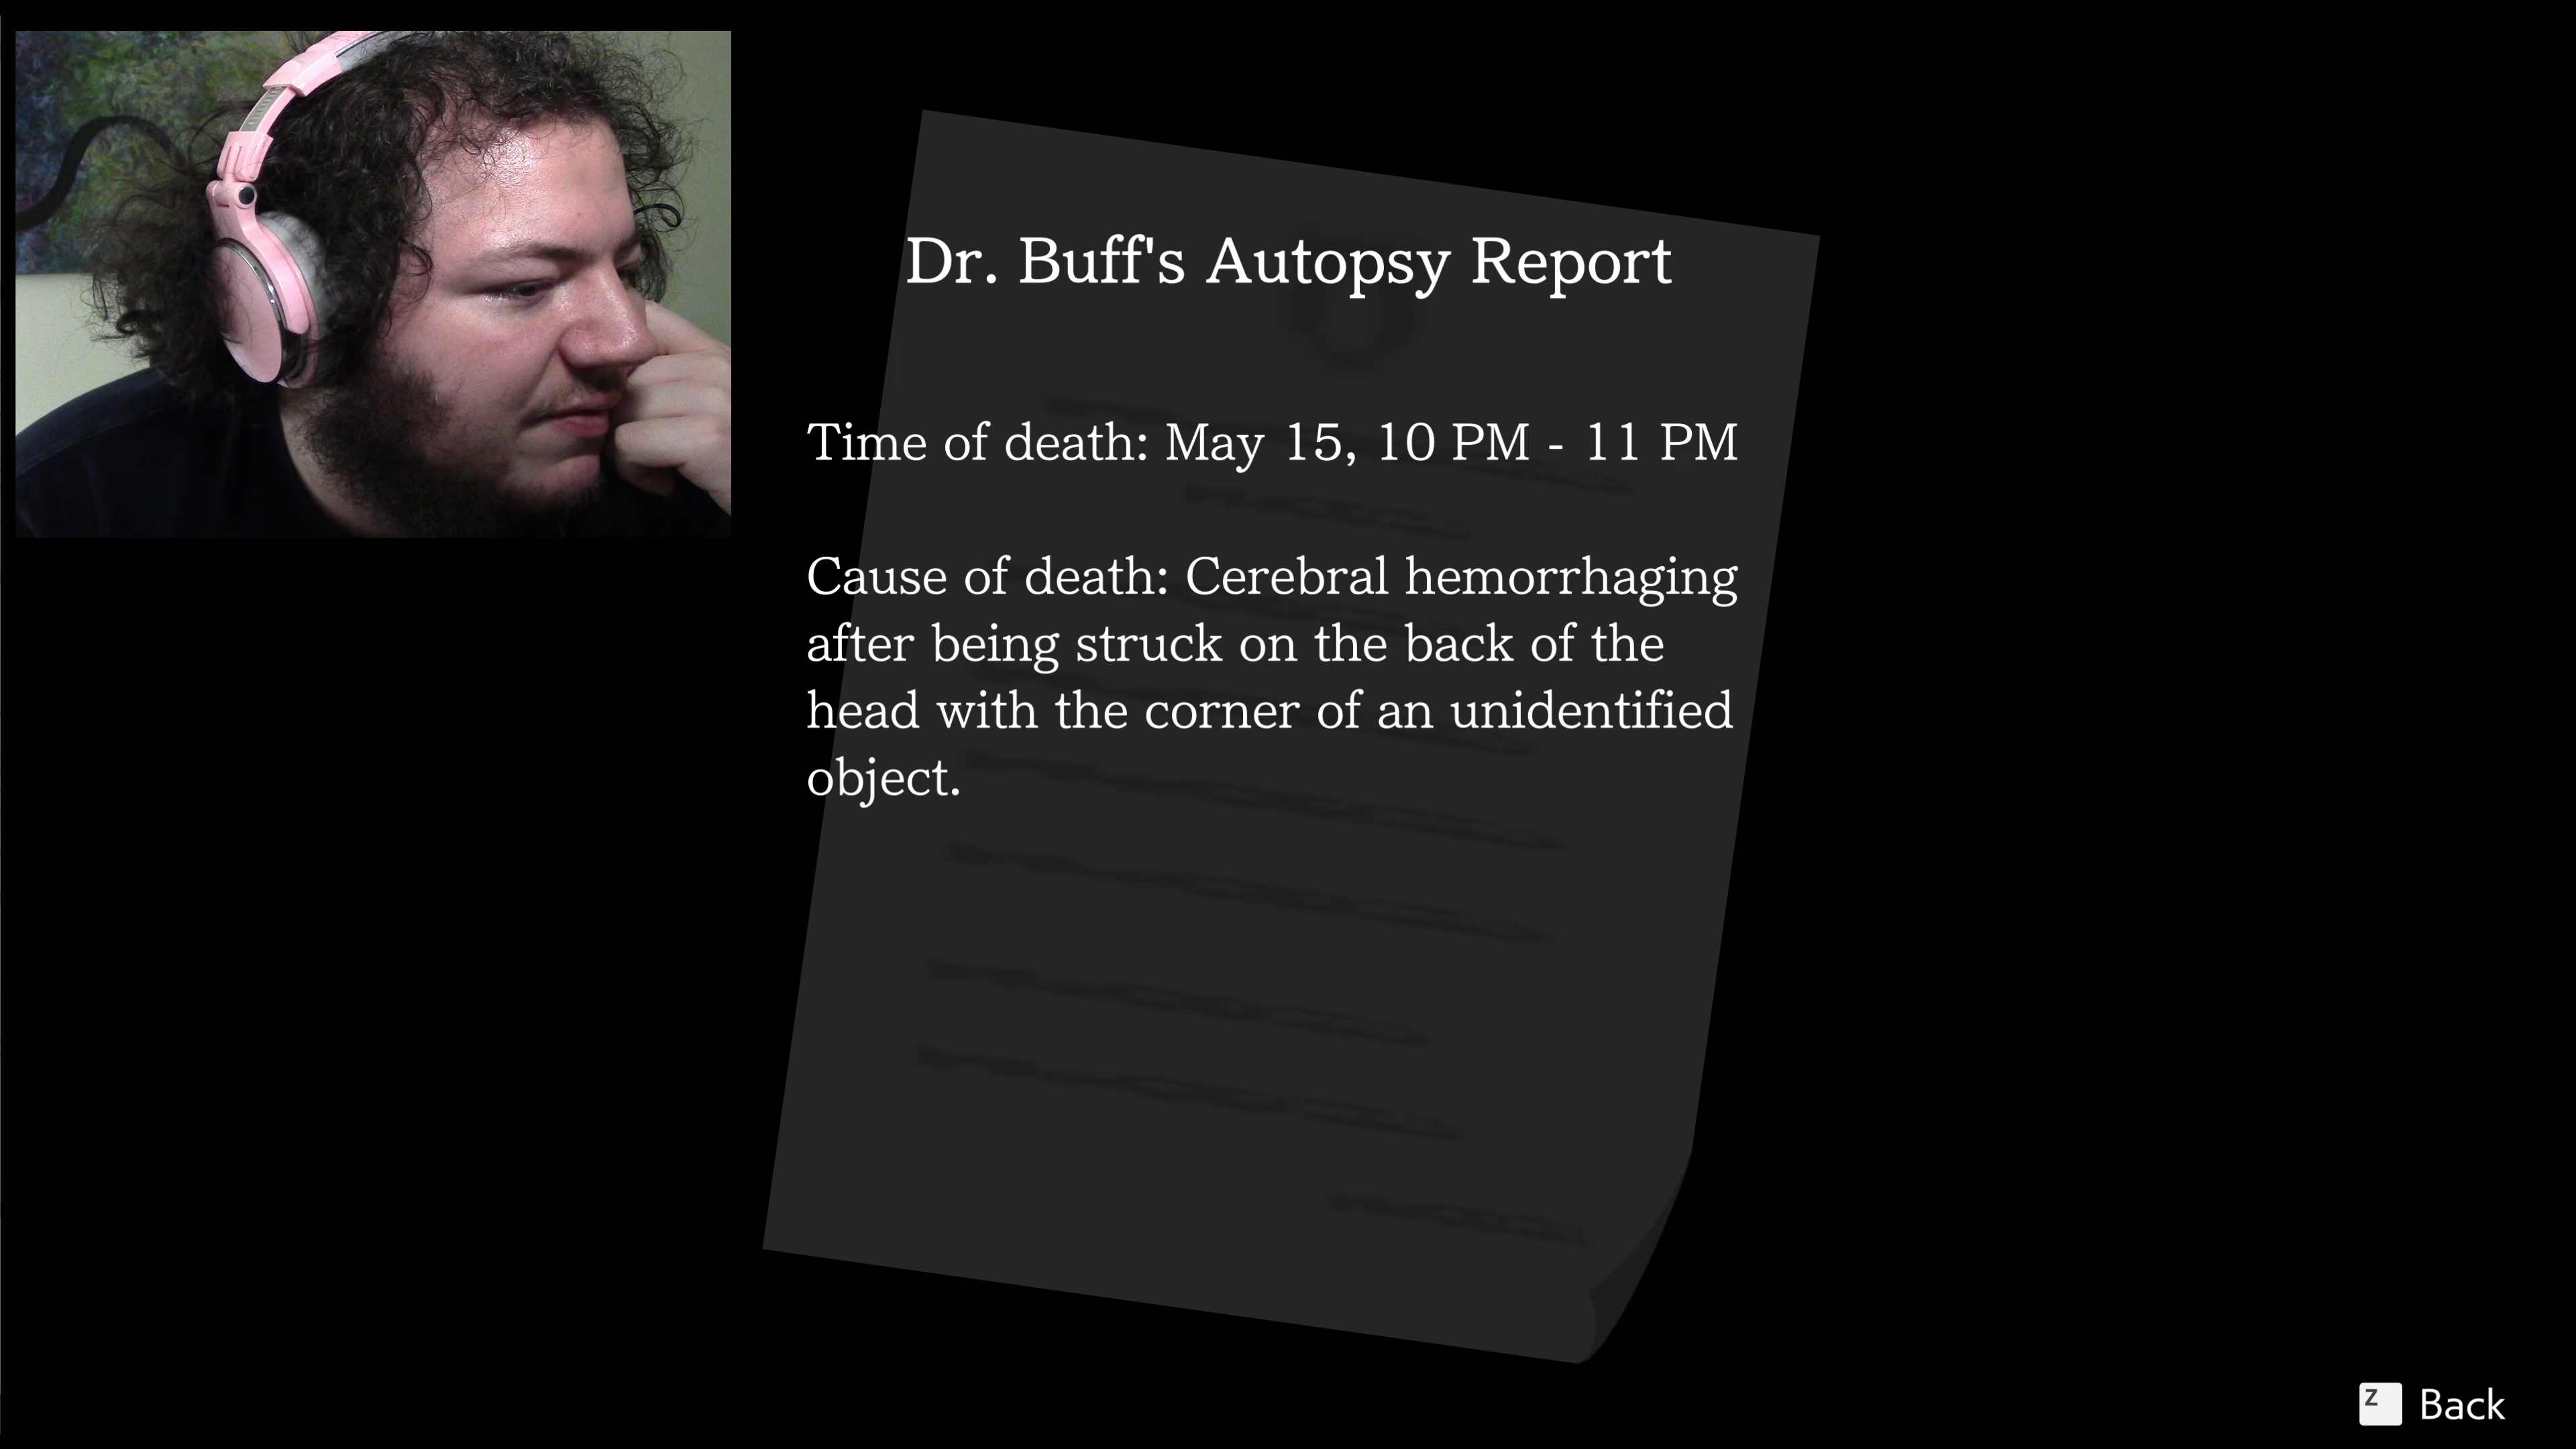 Dr. Buff's Autopsy Report
Time of death: May 15, 10 PM - 11 PM
Cause of death: Cerebral hemorrhaging
after being struck on the back of the
head with the corner of an unidentified
object.
Z Back